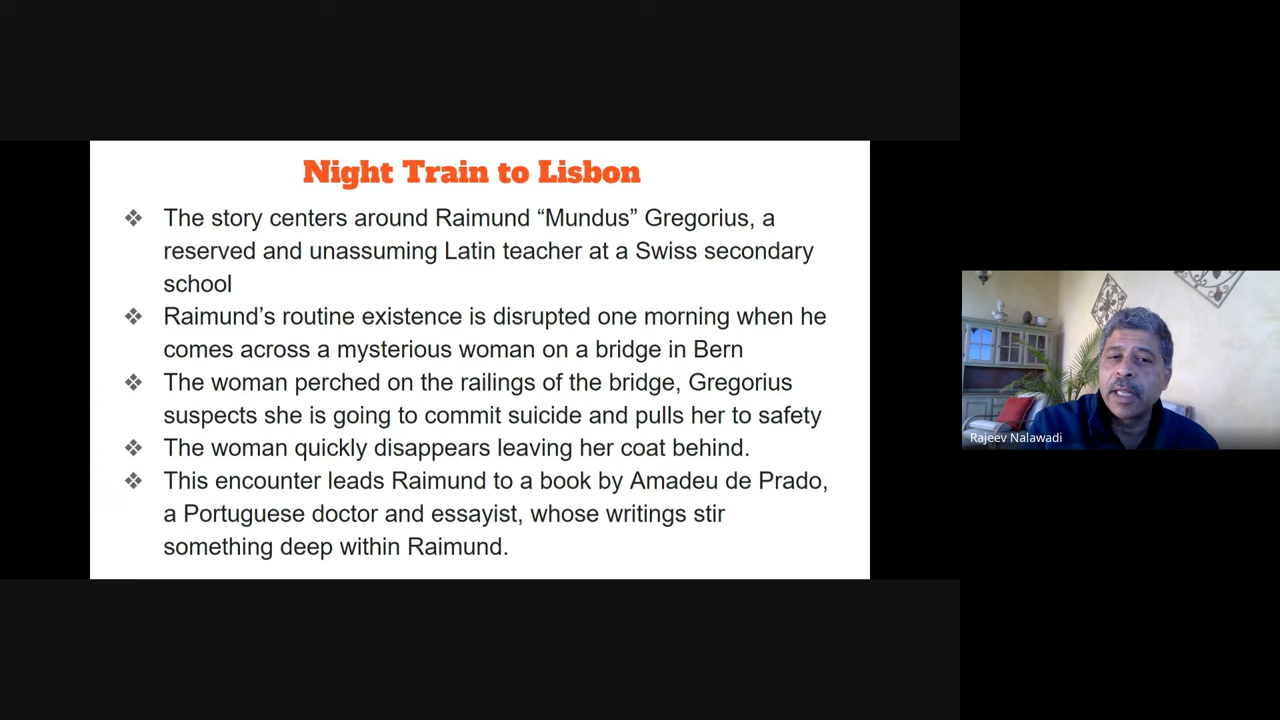 Night Train to Lisbon
❖ The story centers around Raimund “Mundus” Gregorius, a
reserved and unassuming Latin teacher at a Swiss secondary
school
❖ Raimund’s routine existence is disrupted one morning when he
comes across a mysterious woman on a bridge in Bern
❖ The woman perched on the railings of the bridge, Gregorius
suspects she is going to commit suicide and pulls her to safety
❖ The woman quickly disappears leaving her coat behind.
❖ This encounter leads Raimund to a book by Amadeu de Prado,
a Portuguese doctor and essayist, whose writings stir
something deep within Raimund.
Rajeev Nalawadi